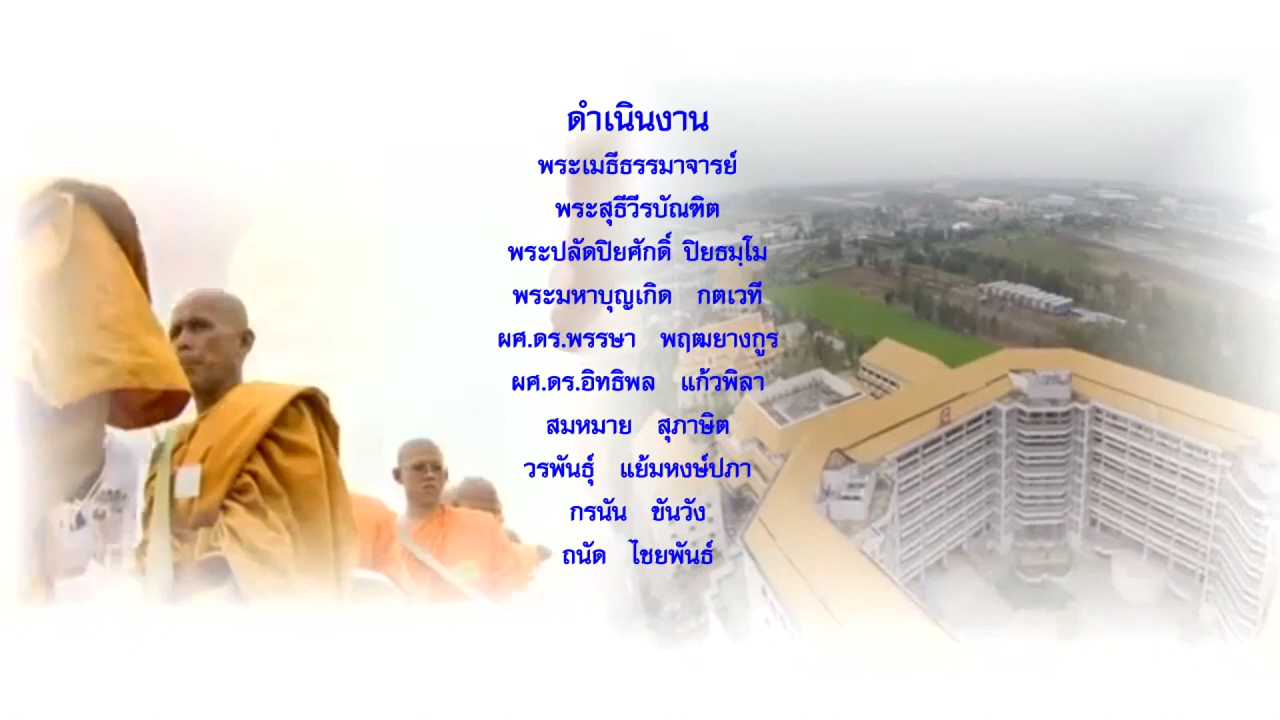 ดำเนินงาน
พระเมธีธรรมาจารย์
พระสุธีวีรบัณฑิต
พระปลัดปิยศักดิ์ ปิยธมฺโม
พระมหาบุญเกิด กตเวที
ผศ.ดร.พรรษา พฤฒยางกูร
ผศ.ดร.อิทธิพล แก้วพิลา
สมหมาย สุภาษิต
วรพันธุ์ แย้มหงษ์ปภา
กรนัน ขันวัง
ถนัด ไชยพันธ์